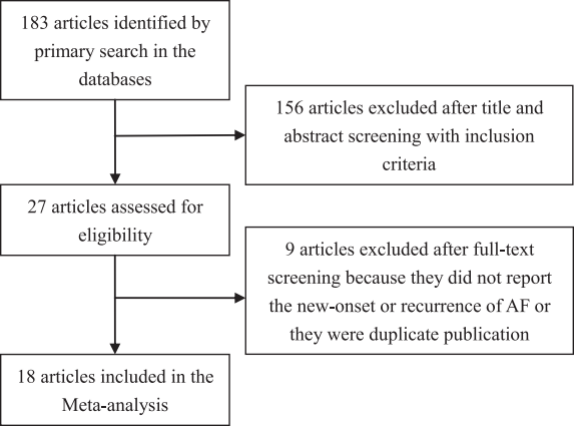 183 articles identified by
primary search in the
databases
156 articles excluded after title and
abstract screening with inclusion
criteria
27 articles assessed for
eligibility
9 articles excluded after full-text
screening because they did not report
the new-onset or recurrence of AF or
they were duplicate publication
18 articles included in the
Meta-analysis